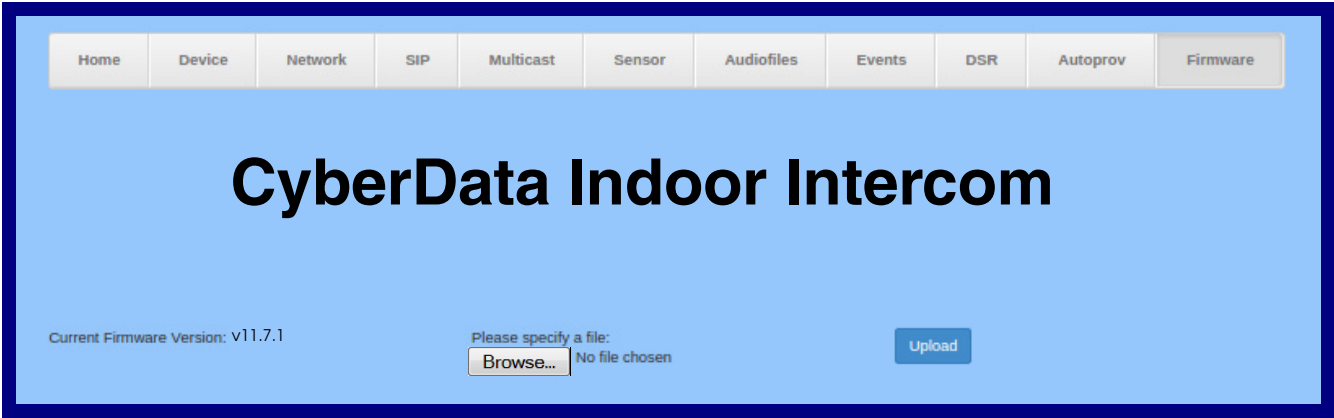 Home Device Network SIP Multicast Sensor Audiofiles Events DSR Autoprov Firmware
CyberData Indoor Intercom
Current Firmware Version: v11.7.1
Please specify a file:
Browse... No file chosen
Upload